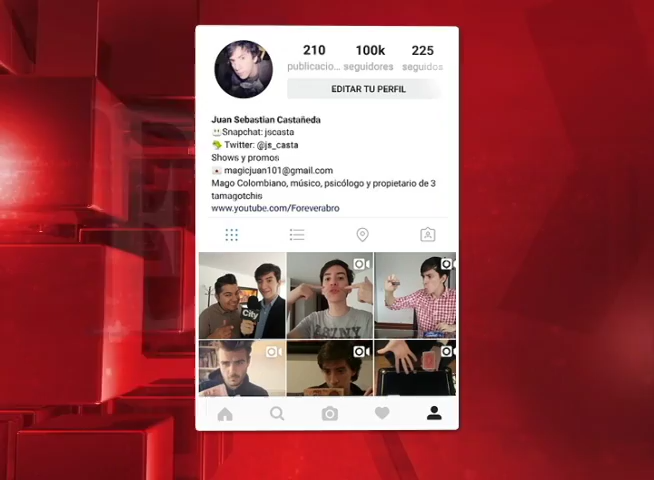 210 100k 225
publicacio... seguidores seguidos
EDITAR TU PERFIL
Juan Sebastian Castañeda
Snapchat: jscasta
Twitter: @js_casta
Shows y promos
magicjuan101@gmail.com
Mago Colombiano, músico, psicólogo y propietario de 3
tamagotchis
www.youtube.com/Foreverabro
City